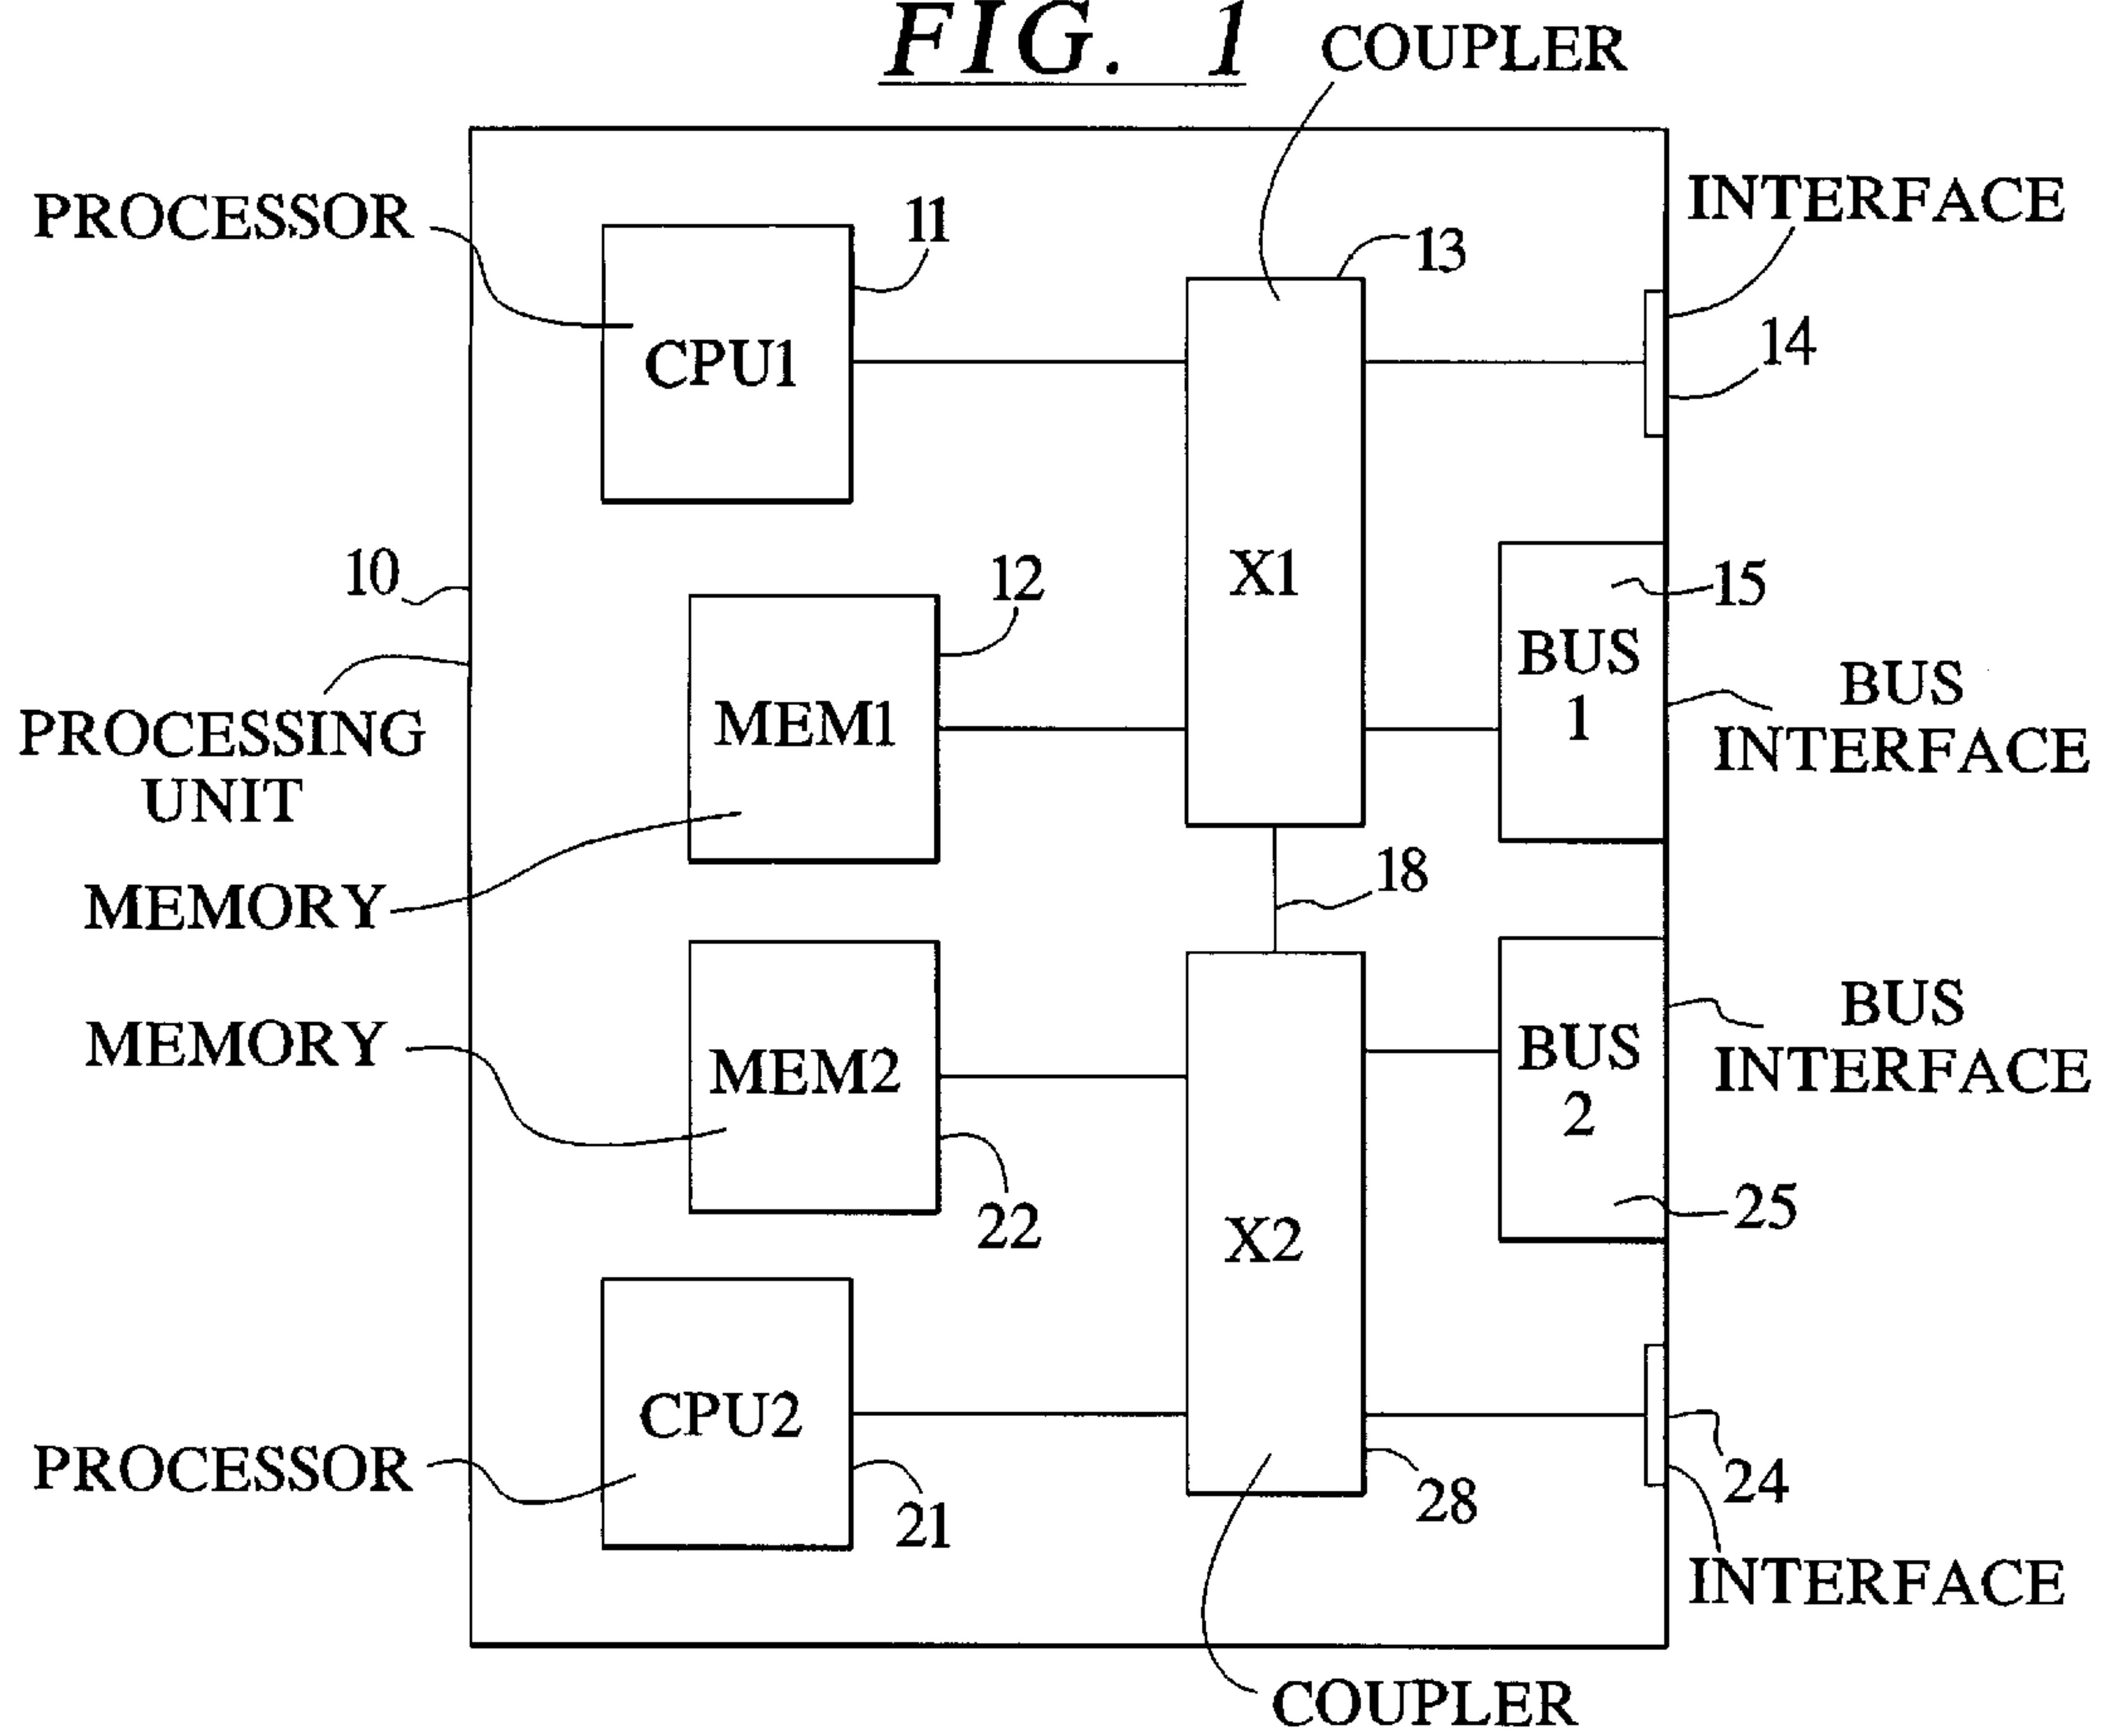 FIG. 1
COUPLER
PROCESSOR
11
13
INTERFACE
14
CPU1
10
12
X1
15
BUS
1
BUS
INTERFACE
PROCESSING
UNIT
MEM1
MEMORY
18
MEMORY
MEM2
BUS
2
BUS
INTERFACE
22
X2
25
CPU2
PROCESSOR
21
28
24
INTERFACE
COUPLER